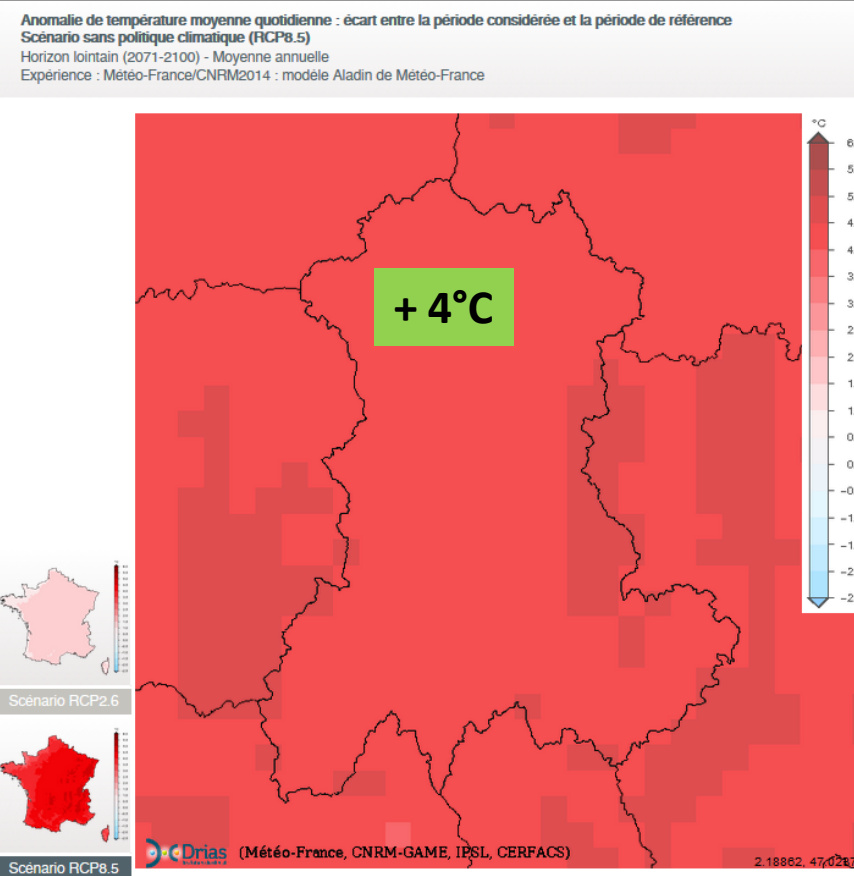 Anomalie de température moyenne quotidienne : écart entre la période considérée et la période de référence
Scénario sans politique climatique (RCP8.5)
Horizon lointain (2071-2100) - Moyenne annuelle
Expérience : Météo-France/CNRM2014 : modèle Aladin de Météo-France
°C
6
5
5
4
+ 4°C
4
3
3
2
2
1
1
0
0
-0
-1
-1
-2
-2
Scénario RCP2.6
Scénario RCP8.5
Drias (Météo-France, CNRM-GAME, IPSL, CERFACS)